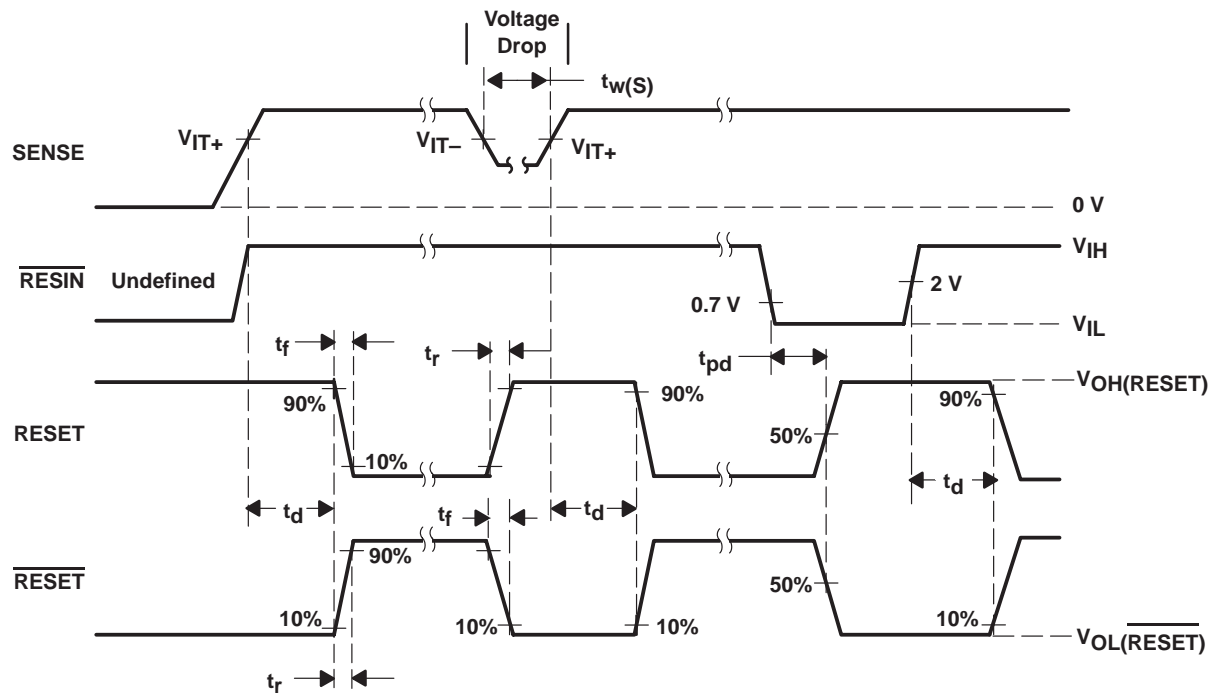 Voltage
Drop
tw(S)
VIT+
VIT–
VIT+
SENSE
0 V
VIH
RESIN
Undefined
2 V
0.7 V
VIL
tf
tr
tpd
VOH(RESET)
90%
90%
90%
RESET
50%
10%
td
tf
td
td
90%
RESET
50%
10%
10%
10%
10%
VOL(RESET)
tr